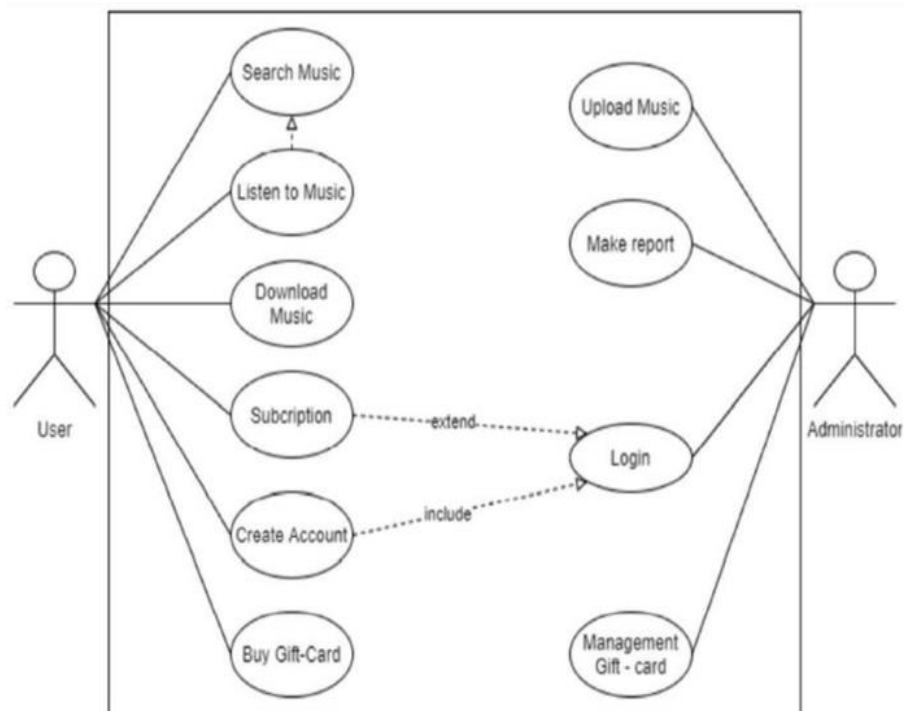 Search Music
Upload Music
Listen to Music
Make report
Download
Music
Subcription
extend
User
Administrator
Login
include
Create Account
Buy Gift-Card
Management
Gift - card